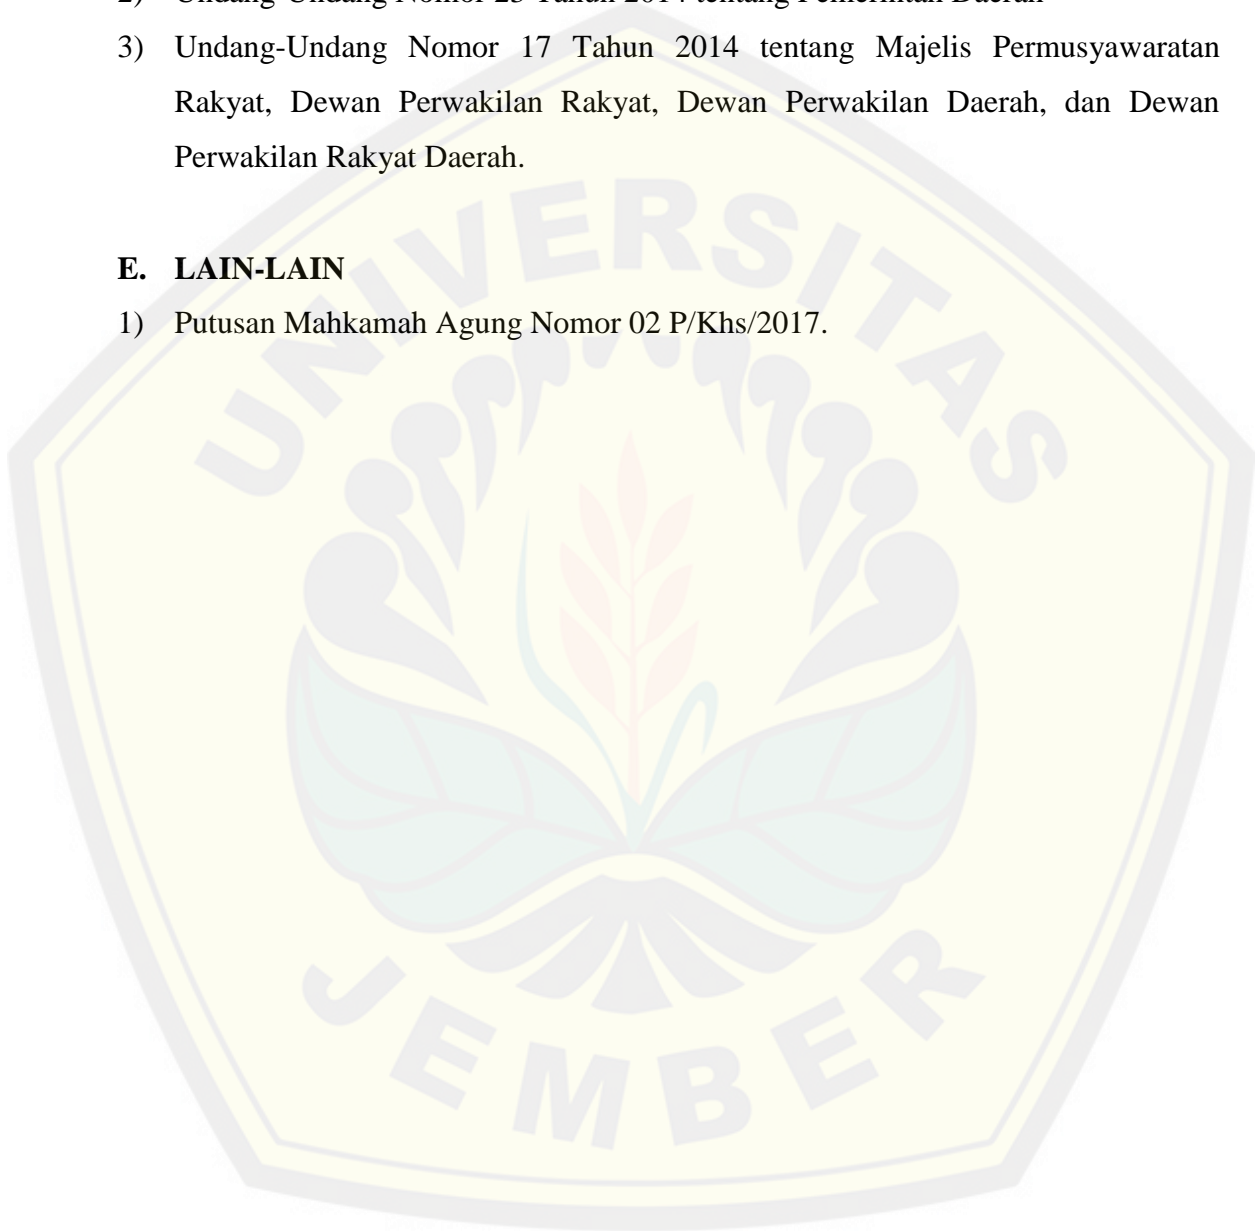 2) Undang-Undang Nomor 23 Tahun 2014 tentang Pemerintah Daerah
3) Undang-Undang Nomor 17 Tahun 2014 tentang Majelis Permusyawaratan
Rakyat, Dewan Perwakilan Rakyat, Dewan Perwakilan Daerah, dan Dewan
Perwakilan Rakyat Daerah.
E. LAIN-LAIN
1) Putusan Mahkamah Agung Nomor 02 P/Khs/2017.
UNIVERSITAS
JEMBER